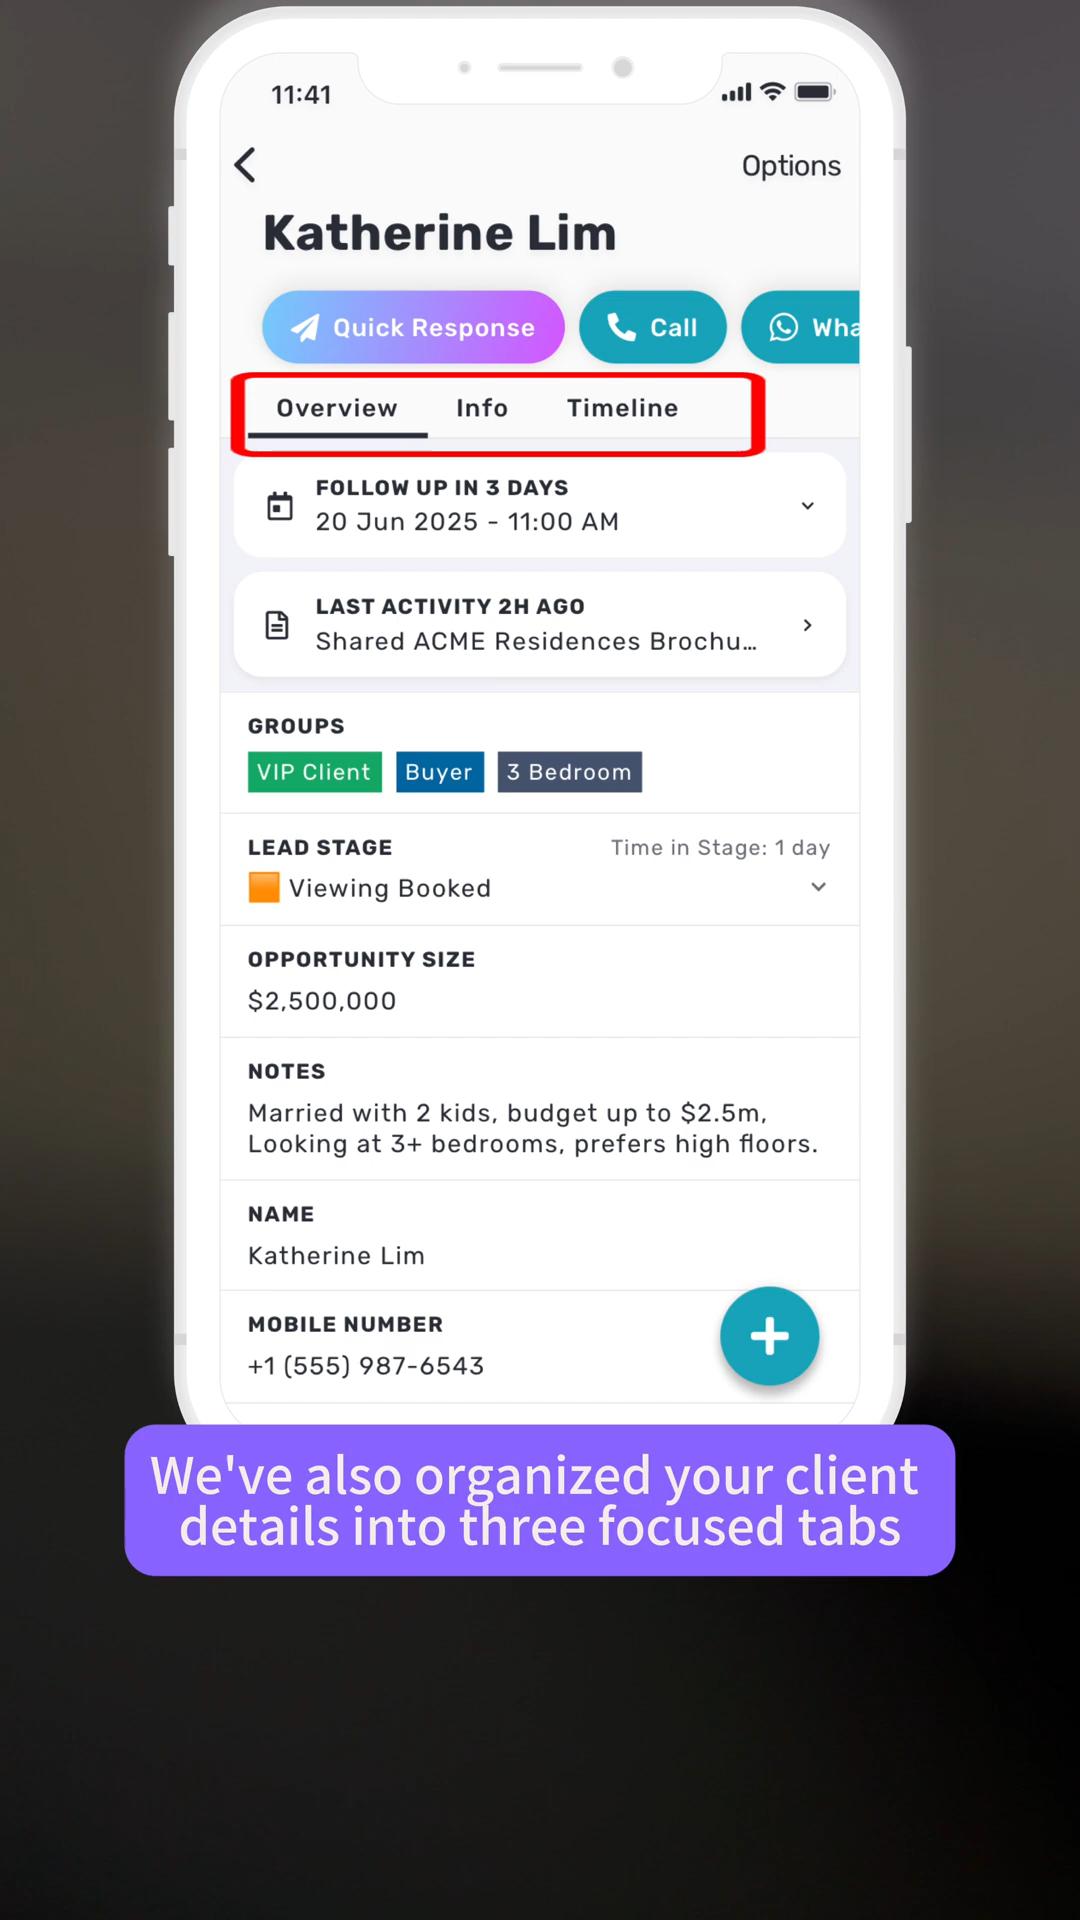 11:41
Options
Katherine Lim
Quick Response
Call
Wha
Overview
Info
Timeline
FOLLOW UP IN 3 DAYS
20 Jun 2025 - 11:00 AM
LAST ACTIVITY 2H AGO
Shared ACME Residences Brochu...
GROUPS
VIP Client
Buyer
3 Bedroom
LEAD STAGE
Time in Stage: 1 day
Viewing Booked
OPPORTUNITY SIZE
$2,500,000
NOTES
Married with 2 kids, budget up to $2.5m,
Looking at 3+ bedrooms, prefers high floors.
NAME
Katherine Lim
MOBILE NUMBER
+1 (555) 987-6543
We've also organized your client
details into three focused tabs